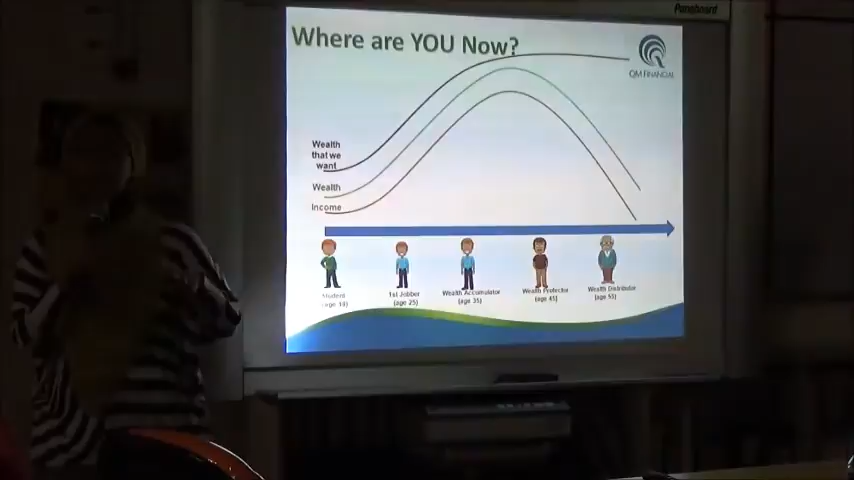 Panaboard
Where are YOU Now?
QM FINANCIAL
Wealth
that we
want
Wealth
Income
Student
(age 18)
1st Jobber
(age 25)
Wealth Accumulator
(age 35)
Wealth Protector
(age 45)
Wealth Distributor
(age 55)